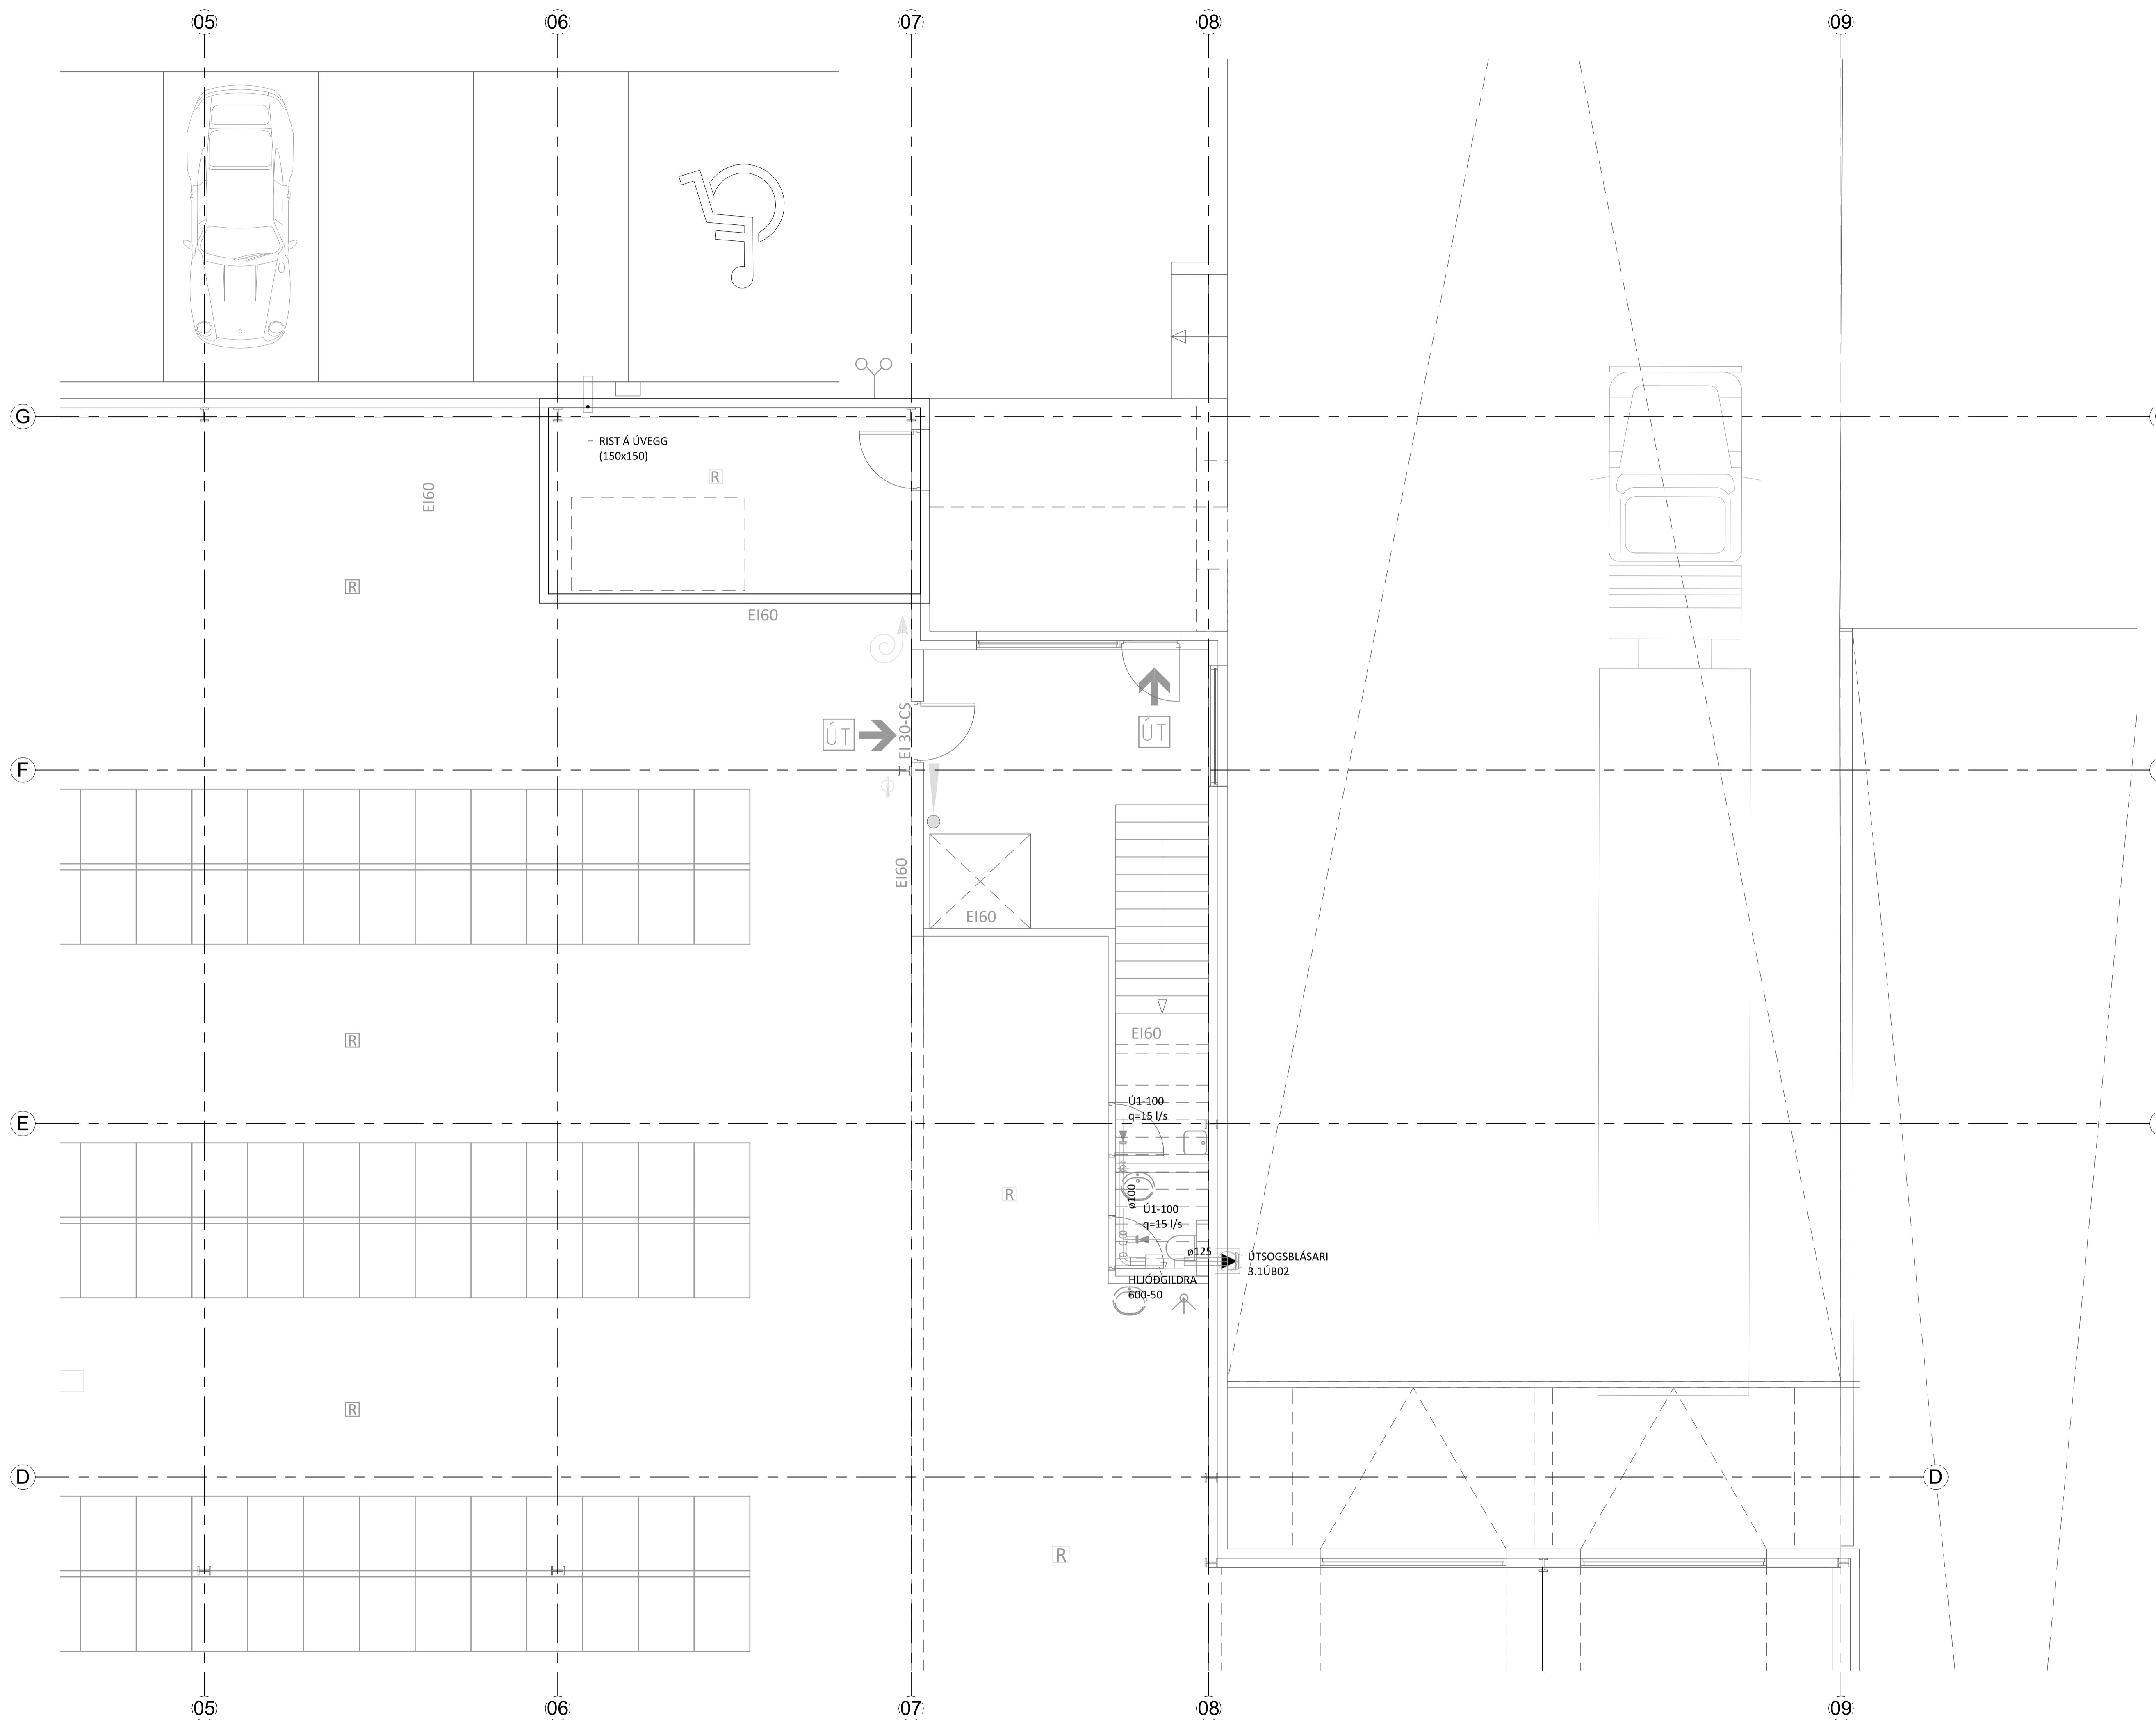 05 06 07 08 09
G
RIST Á ÚVEGG
(150x150)
R
EI60
R
EI60
ÚT
EI 30-CS
ÚT
F
EI60
EI60
R
EI60
E
Ú1-100
q=15 l/s
R
ø100
Ú1-100
q=15 l/s
ø125
ÚTSOGSBLÁSARI
3.1ÚB02
HLJÓÐGILDRA
600-50
R
D
D
R
05 06 07 08 09